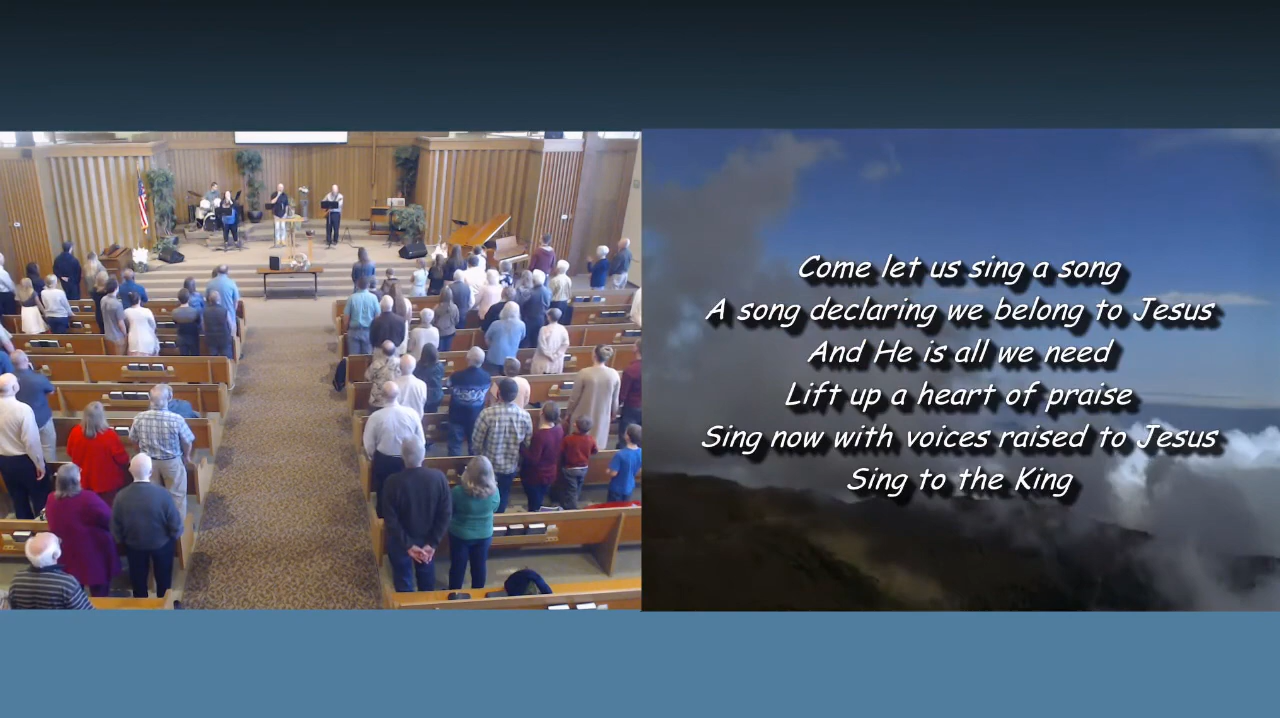 Come let us sing a song
A song declaring we belong to Jesus
And He is all we need
Lift up a heart of praise
Sing now with voices raised to Jesus
Sing to the King